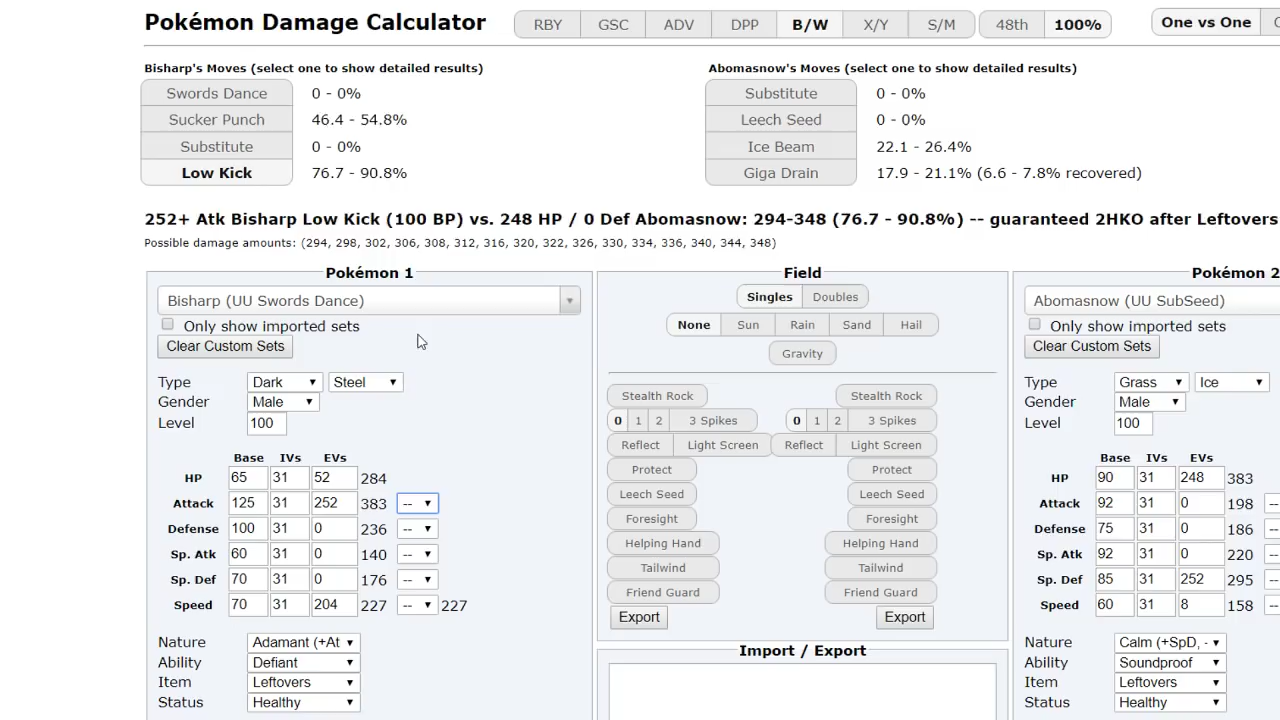 Pokémon Damage Calculator RBY GSC ADV DPP B/W X/Y S/M 48th 100% One vs One
Bisharp's Moves (select one to show detailed results)
Swords Dance 0 - 0%
Sucker Punch 46.4 - 54.8%
Substitute 0 - 0%
Low Kick 76.7 - 90.8%
Abomasnow's Moves (select one to show detailed results)
Substitute 0 - 0%
Leech Seed 0 - 0%
Ice Beam 22.1 - 26.4%
Giga Drain 17.9 - 21.1% (6.6 - 7.8% recovered)
252+ Atk Bisharp Low Kick (100 BP) vs. 248 HP / 0 Def Abomasnow: 294-348 (76.7 - 90.8%) -- guaranteed 2HKO after Leftovers
Possible damage amounts: (294, 298, 302, 306, 308, 312, 316, 320, 322, 326, 330, 334, 336, 340, 344, 348)
Pokémon 1
Bisharp (UU Swords Dance)
Only show imported sets
Clear Custom Sets
Type Dark Steel
Gender Male
Level 100
Base IVs EVs
HP 65 31 52 284
Attack 125 31 252 383 --
Defense 100 31 0 236 --
Sp. Atk 60 31 0 140 --
Sp. Def 70 31 0 176 --
Speed 70 31 204 227 -- 227
Nature Adamant (+At
Ability Defiant
Item Leftovers
Status Healthy
Field
Singles Doubles
None Sun Rain Sand Hail
Gravity
Stealth Rock Stealth Rock
0 1 2 3 Spikes 0 1 2 3 Spikes
Reflect Light Screen Reflect Light Screen
Protect Protect
Leech Seed Leech Seed
Foresight Foresight
Helping Hand Helping Hand
Tailwind Tailwind
Friend Guard Friend Guard
Export Export
Import / Export
Pokémon 2
Abomasnow (UU SubSeed)
Only show imported sets
Clear Custom Sets
Type Grass Ice
Gender Male
Level 100
Base IVs EVs
HP 90 31 248 383
Attack 92 31 0 198 --
Defense 75 31 0 186 --
Sp. Atk 92 31 0 220 --
Sp. Def 85 31 252 295 --
Speed 60 31 8 158 --
Nature Calm (+SpD, -
Ability Soundproof
Item Leftovers
Status Healthy